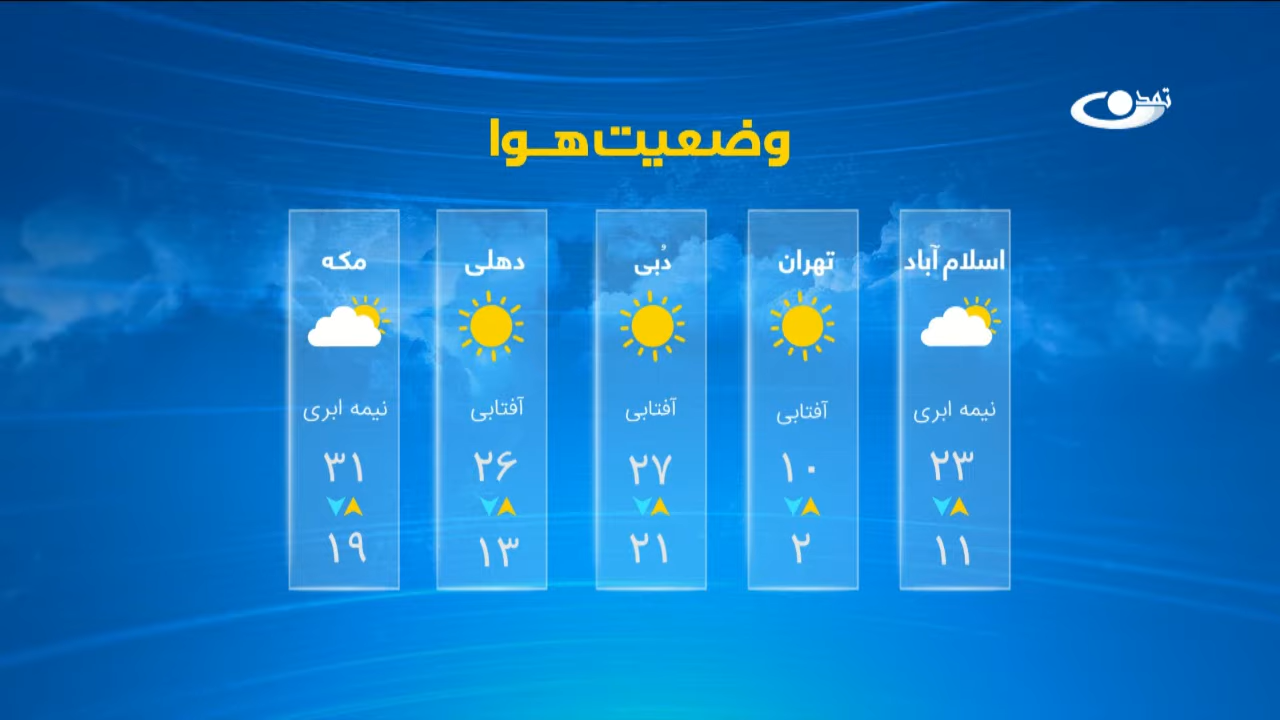 تمدن
وضعیت هوا
اسلام آباد
نیمه ابری
۲۳
۱۱
تهران
آفتابی
۱۰
۲
دُبی
آفتابی
۲۷
۲۱
دهلی
آفتابی
۲۶
۱۳
مکه
نیمه ابری
۳۱
۱۹